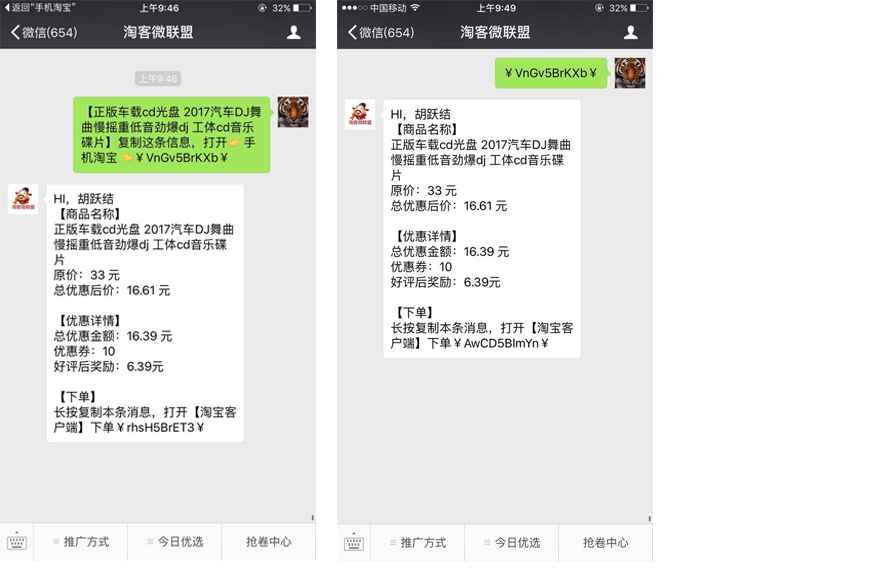 返回“手机淘宝”
上午9:46
32%
微信(654)
淘客微联盟
上午9:46
【正版车载cd光盘 2017汽车DJ舞
曲慢摇重低音劲爆dj 工体cd音乐
碟片】复制这条信息，打开👉手
机淘宝👈￥VnGv5BrKXb￥
HI，胡跃结
【商品名称】
正版车载cd光盘 2017汽车DJ舞曲
慢摇重低音劲爆dj 工体cd音乐碟
片
原价：33 元
总优惠后价：16.61 元
【优惠详情】
总优惠金额：16.39 元
优惠券：10
好评后奖励：6.39元
【下单】
长按复制本条消息，打开【淘宝客
户端】下单￥rhsH5BrET3￥
推广方式
今日优选
抢卷中心
中国移动
上午9:49
32%
微信(654)
淘客微联盟
￥VnGv5BrKXb￥
HI，胡跃结
【商品名称】
正版车载cd光盘 2017汽车DJ舞曲
慢摇重低音劲爆dj 工体cd音乐碟
片
原价：33 元
总优惠后价：16.61 元
【优惠详情】
总优惠金额：16.39 元
优惠券：10
好评后奖励：6.39元
【下单】
长按复制本条消息，打开【淘宝客
户端】下单￥AwCD5BImYn￥
推广方式
今日优选
抢卷中心